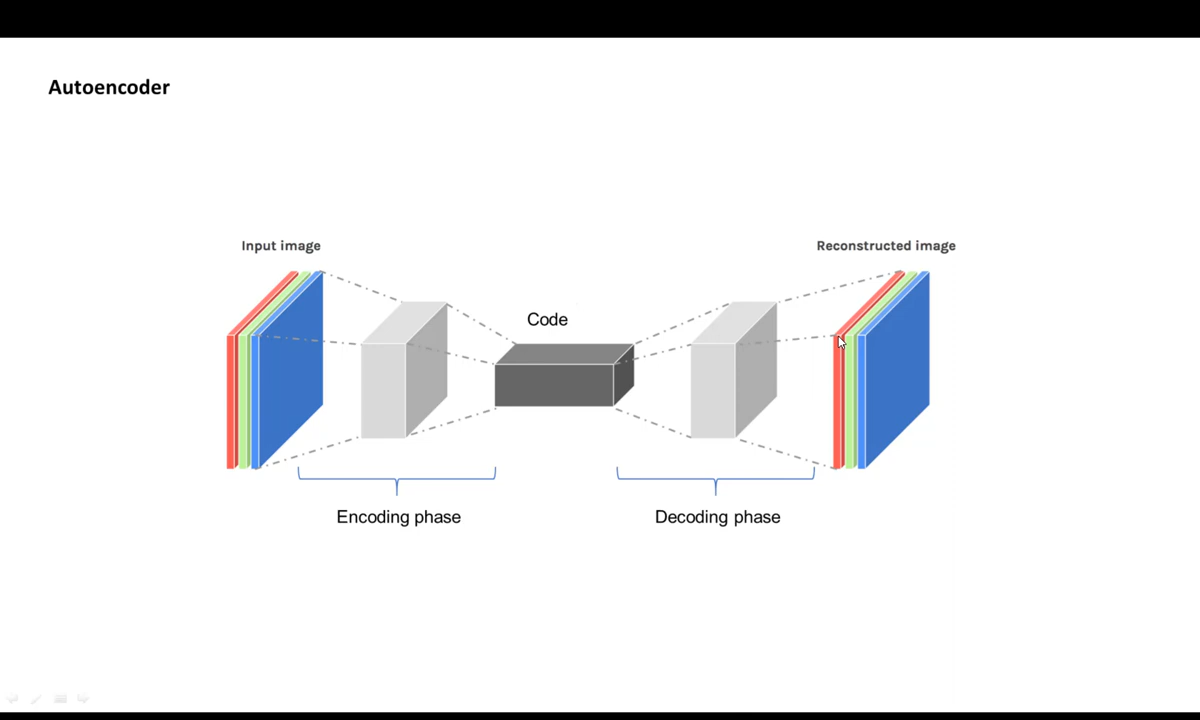 Autoencoder
Input image
Reconstructed image
Code
Encoding phase
Decoding phase